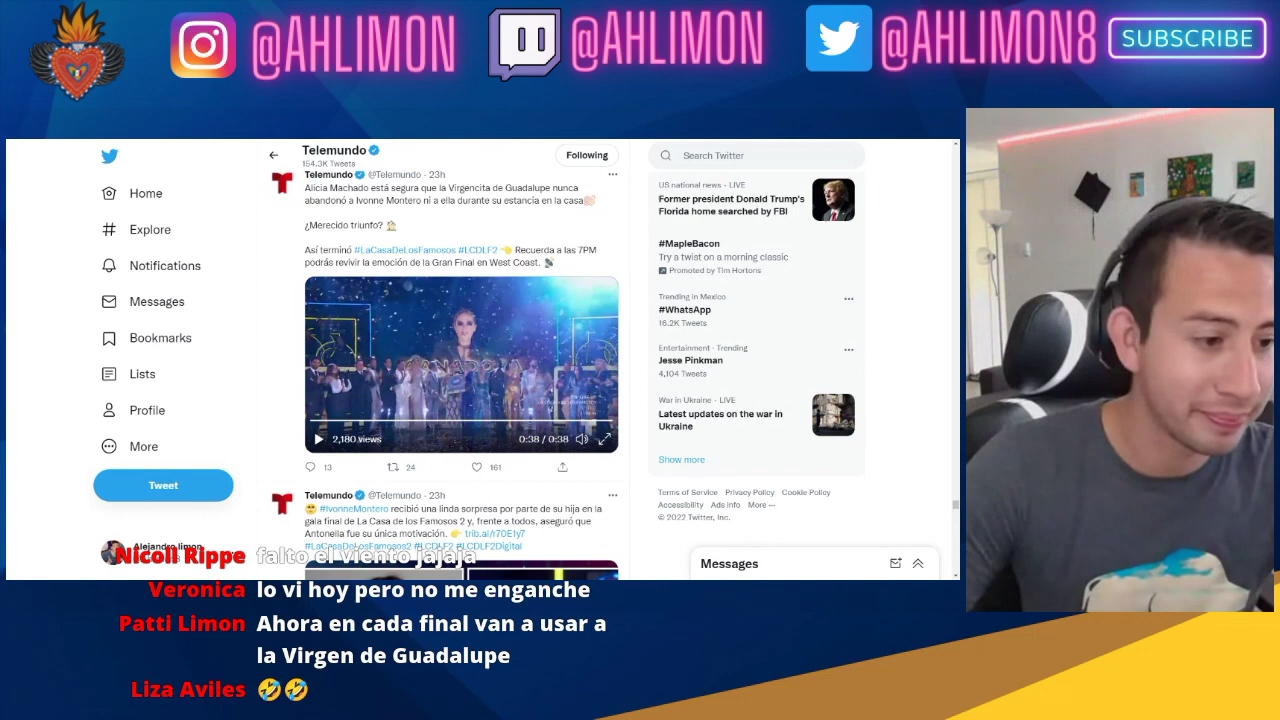 @AHLIMON
@AHLIMON
@AHLIMON8
SUBSCRIBE
Telemundo
154.3K Tweets
Following
Home
Explore
Notifications
Messages
Bookmarks
Lists
Profile
More
Tweet
Alejandro limon
Telemundo @Telemundo · 23h
Alicia Machado está segura que la Virgencita de Guadalupe nunca
abandonó a Ivonne Montero ni a ella durante su estancia en la casa
¿Merecido triunfo?
Así terminó #LaCasaDeLosFamosos #LCDLF2 Recuerda a las 7PM
podrás revivir la emoción de la Gran Final en West Coast.
2,180 views
0:38 / 0:38
13
24
161
Telemundo @Telemundo · 23h
#IvonneMontero recibió una linda sorpresa por parte de su hija en la
gala final de La Casa de los Famosos 2 y, frente a todos, aseguró que
Antonella fue su única motivación. trib.al/r70E1y7
#LaCasaDeLosFamosos2 #LCDLF2 #LCDLF2Digital
Search Twitter
US national news · LIVE
Former president Donald Trump's
Florida home searched by FBI
#MapleBacon
Try a twist on a morning classic
Promoted by Tim Hortons
Trending in Mexico
#WhatsApp
16.2K Tweets
Entertainment · Trending
Jesse Pinkman
4,104 Tweets
War in Ukraine · LIVE
Latest updates on the war in
Ukraine
Show more
Terms of Service Privacy Policy Cookie Policy
Accessibility Ads info More ···
© 2022 Twitter, Inc.
Messages
Nicoll Rippe falto el viento jajaja
Veronica lo vi hoy pero no me enganche
Patti Limon Ahora en cada final van a usar a
la Virgen de Guadalupe
Liza Aviles 🤣🤣